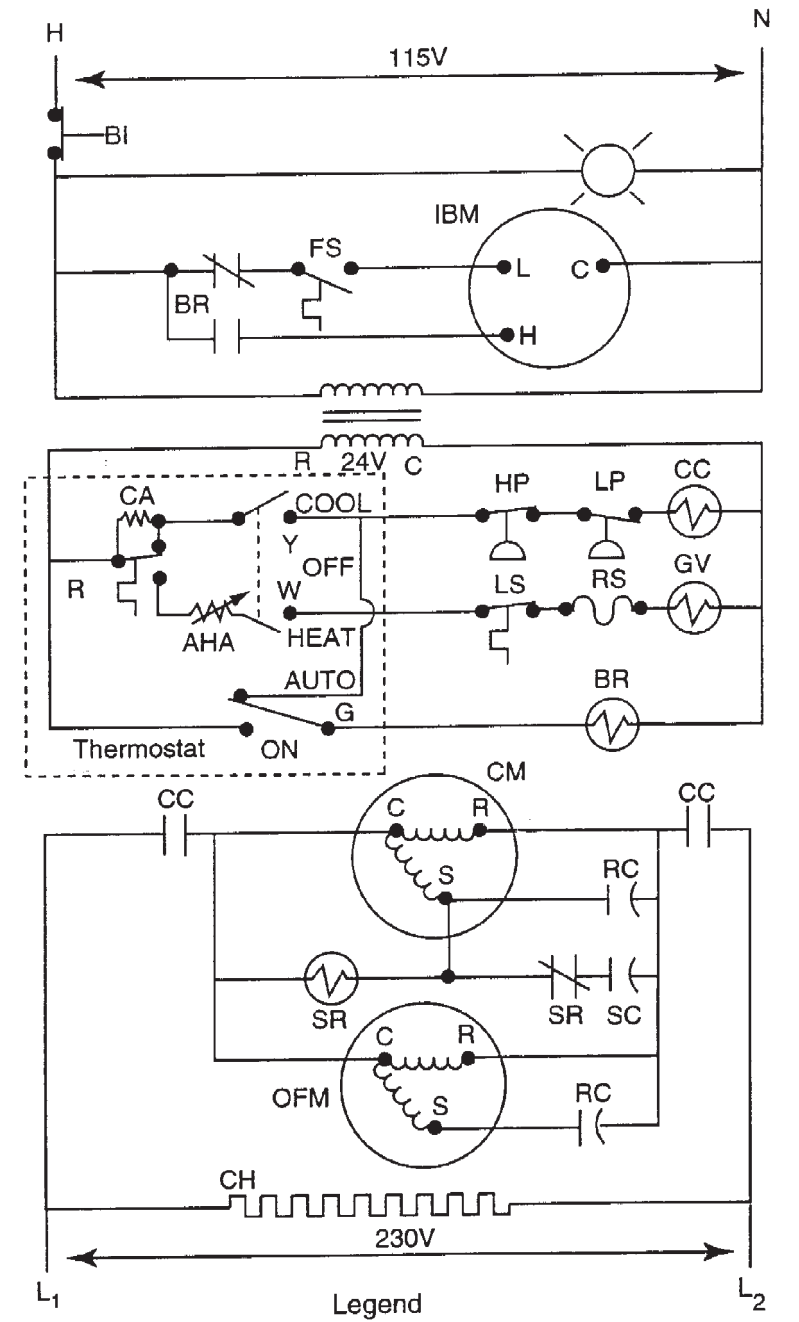 H
N
115V
BI
IBM
FS
L
C
BR
H
R
24V
C
CA
COOL
HP
LP
CC
Y
OFF
R
W
LS
RS
GV
AHA
HEAT
AUTO
G
BR
Thermostat
ON
CM
CC
CC
C
R
S
RC
SR
SR
SC
C
R
OFM
S
RC
CH
230V
L1
L2
Legend